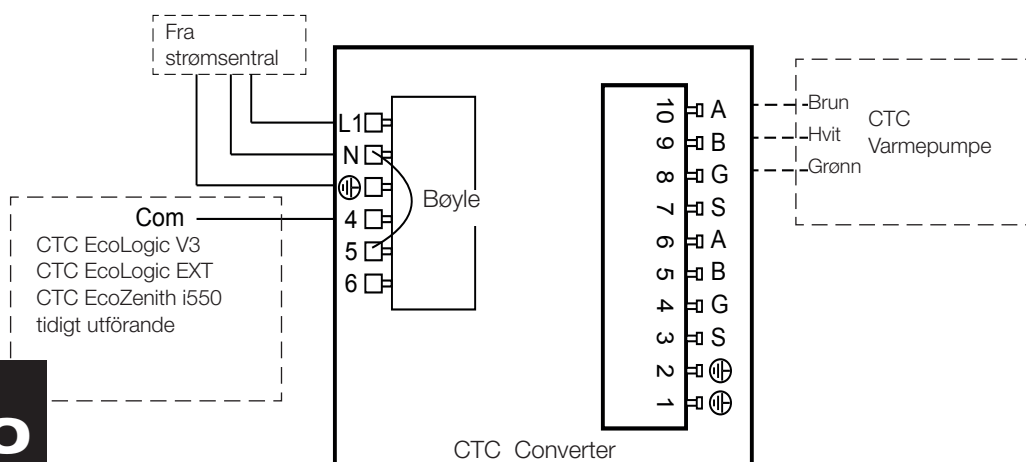 Fra
strømsentral
L1
N
4
5
6
Bøyle
Com
CTC EcoLogic V3
CTC EcoLogic EXT
CTC EcoZenith i550
tidigt utförande
10 A
9 B
8 G
7 S
6 A
5 B
4 G
3 S
2
1
Brun
Hvit
Grønn
CTC
Varmepumpe
CTC Converter